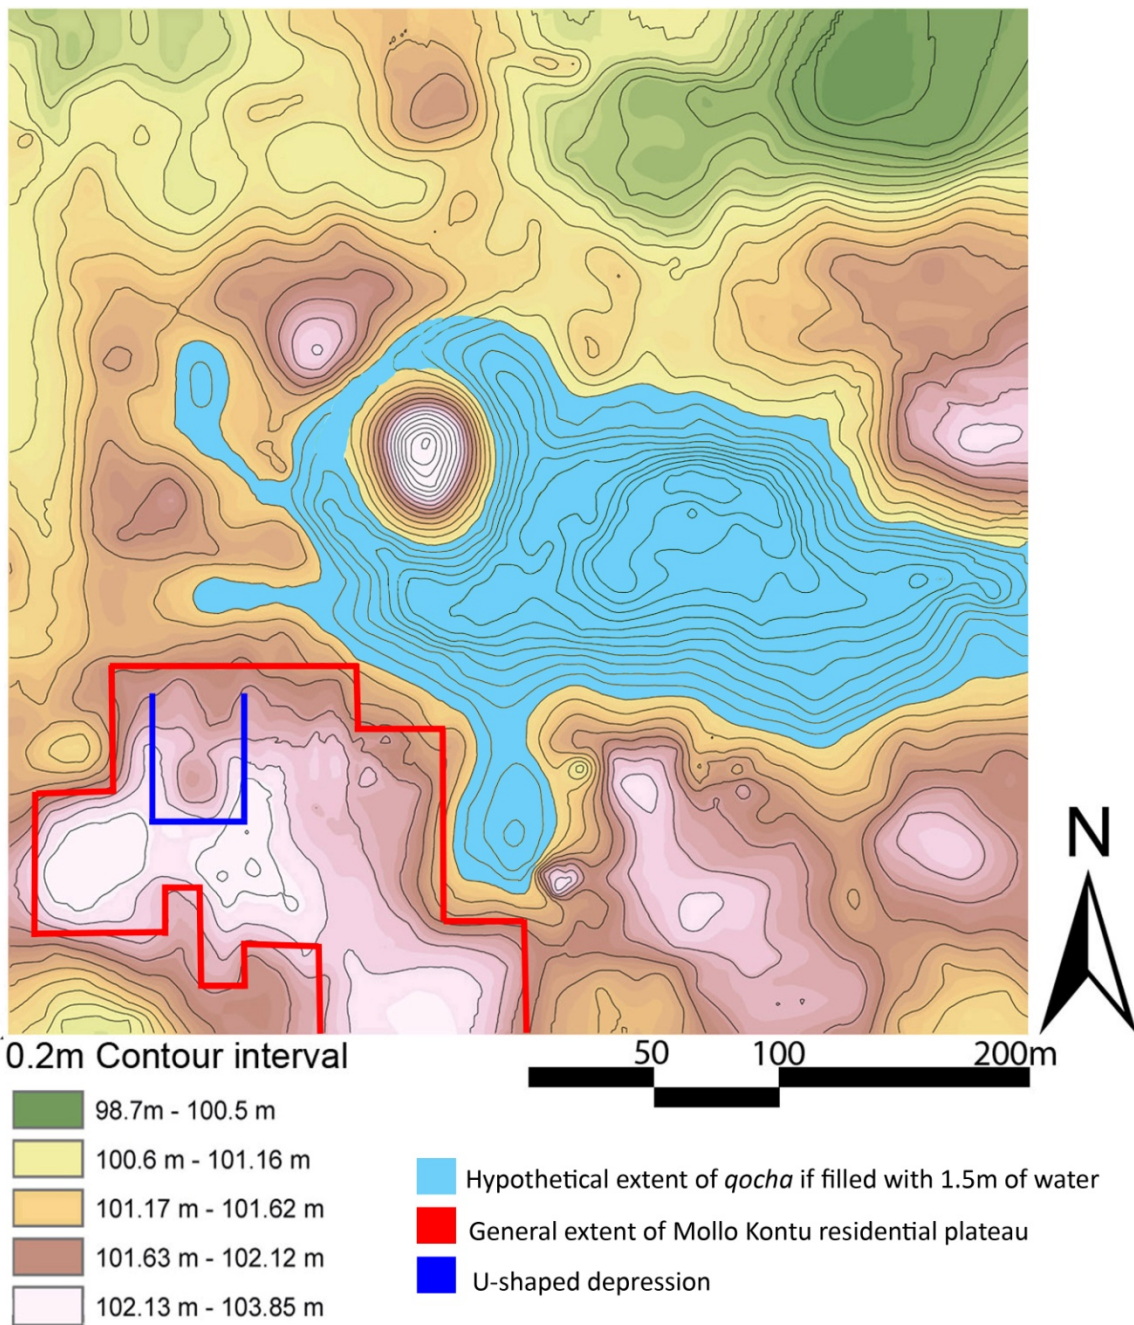 N
0.2m Contour interval
50 100 200m
98.7m - 100.5 m
100.6 m - 101.16 m
101.17 m - 101.62 m
101.63 m - 102.12 m
102.13 m - 103.85 m
Hypothetical extent of qocha if filled with 1.5m of water
General extent of Mollo Kontu residential plateau
U-shaped depression